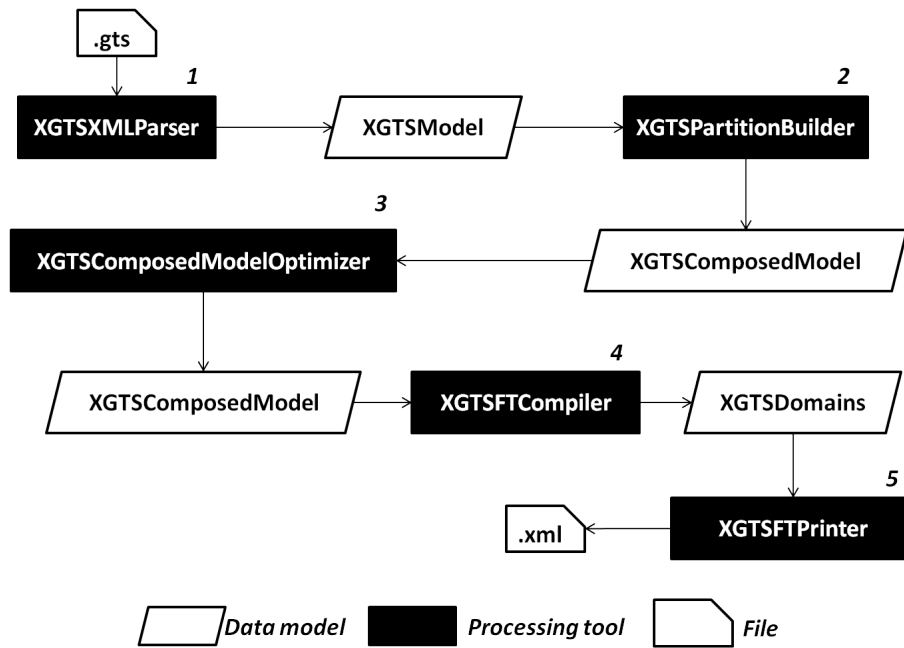 .gts
1
2
XGTSXMLParser
XGTSModel
XGTSPartitionBuilder
3
XGTSComposedModelOptimizer
XGTSComposedModel
4
XGTSComposedModel
XGTSFTCompiler
XGTSDomains
5
.xml
XGTSFTPrinter
Data model
Processing tool
File